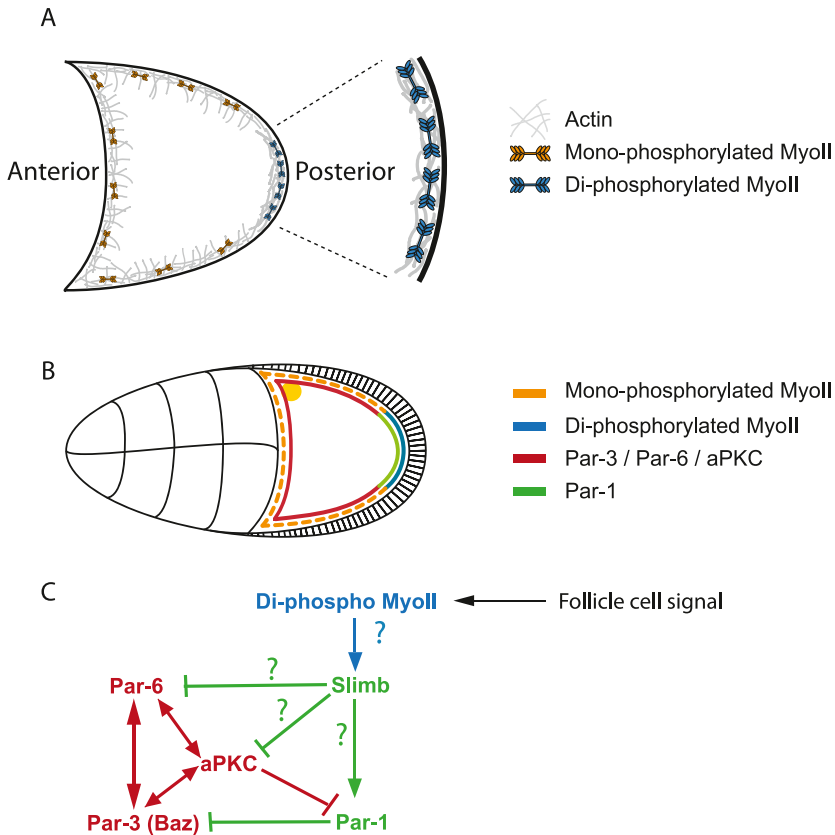 A
Anterior
Posterior
Actin
Mono-phosphorylated MyoII
Di-phosphorylated MyoII
B
Mono-phosphorylated MyoII
Di-phosphorylated MyoII
Par-3 / Par-6 / aPKC
Par-1
C
Di-phospho MyoII
Follicle cell signal
?
?
Par-6
Slimb
?
?
aPKC
Par-3 (Baz)
Par-1